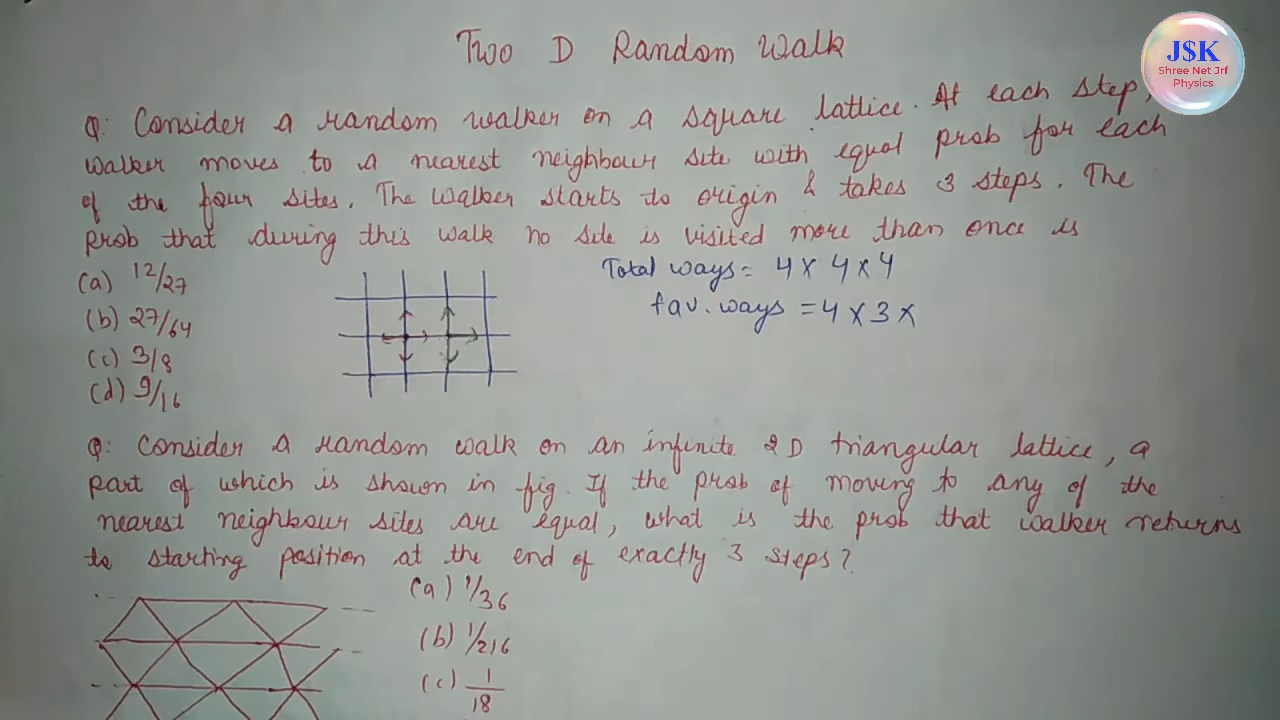 Two D Random Walk
J$K
Shree Net Jrf
Physics
Q: Consider a random walker on a square lattice. At each step,
walker moves to a nearest neighbour site with equal prob for each
of the four sites. The walker starts to origin & takes 3 steps. The
prob that during this walk no site is visited more than once is
(a) 12/27
(b) 27/64
(c) 3/8
(d) 9/16
Total ways = 4 × 4 × 4
fav. ways = 4 × 3 ×
Q: Consider a random walk on an infinite 2D triangular lattice, a
part of which is shown in fig. If the prob of moving to any of the
nearest neighbour sites are equal, what is the prob that walker returns
to starting position at the end of exactly 3 steps?
(a) 1/36
(b) 1/216
(c) 1/18